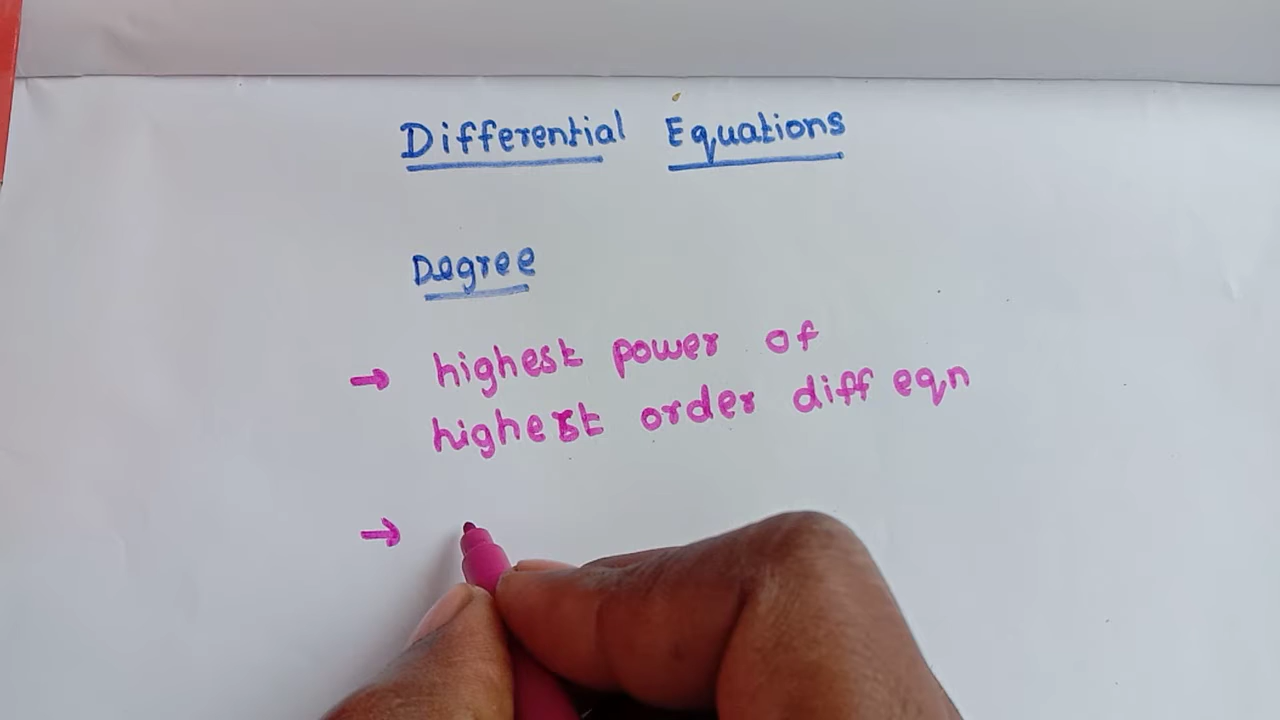 Differential Equations
Degree
→ highest power of
highest order diff eqn
→